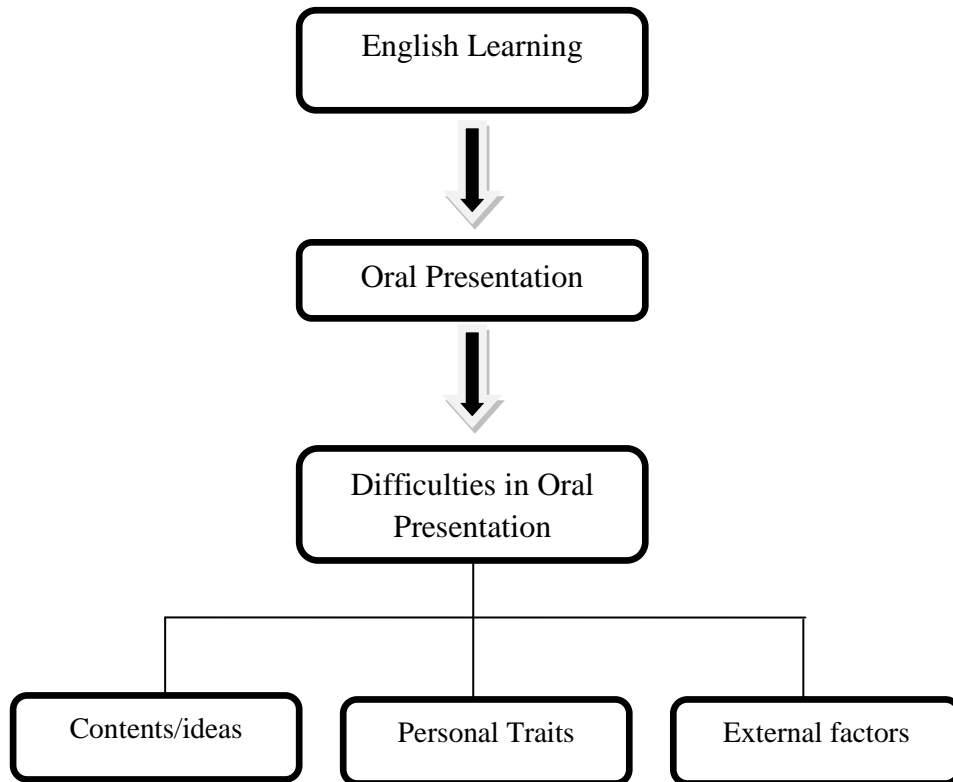 English Learning
Oral Presentation
Difficulties in Oral
Presentation
Contents/ideas
Personal Traits
External factors